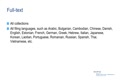 Full-text
All collections
All filing languages, such as Arabic, Bulgarian, Cambodian, Chinese, Danish,
English, Estonian, French, German, Greek, Hebrew, Italian, Japanese,
Korean, Latvian, Portuguese, Romanian, Russian, Spanish, Thai,
Vietnamese, etc.